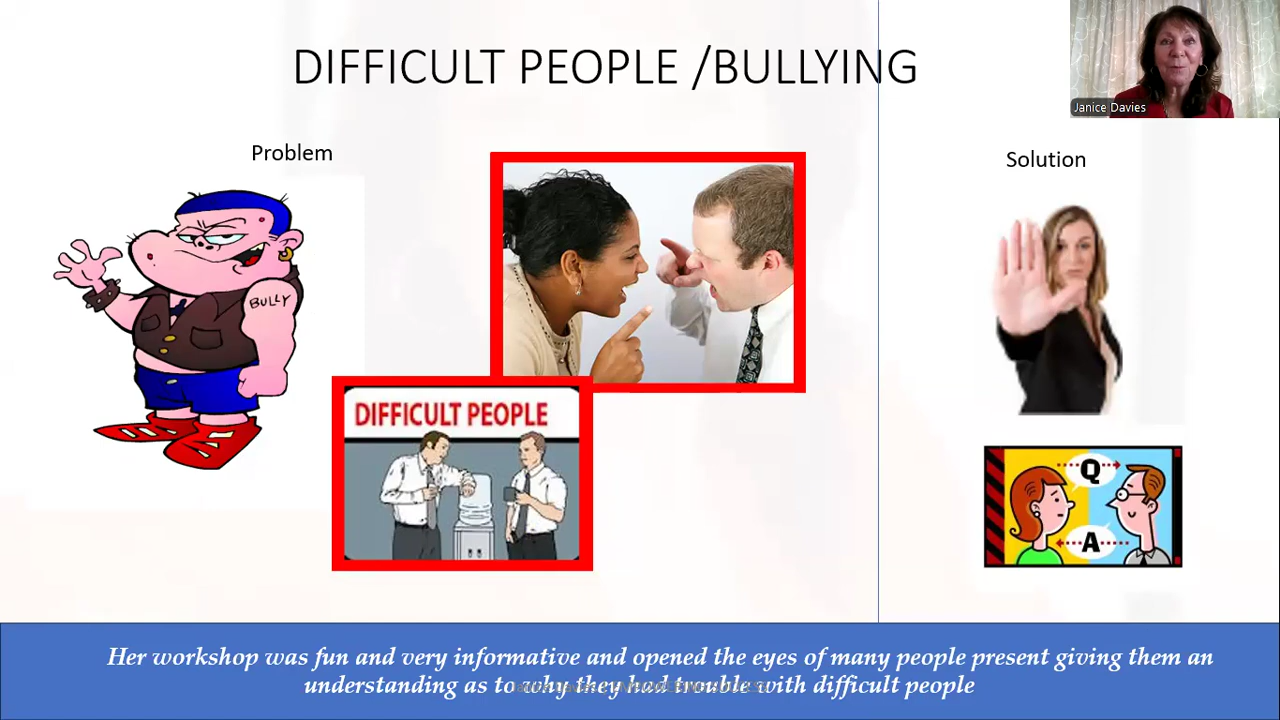 DIFFICULT PEOPLE /BULLYING
Janice Davies
Problem
Solution
BULLY
DIFFICULT PEOPLE
Q
A
Her workshop was fun and very informative and opened the eyes of many people present giving them an
understanding as to why they had trouble with difficult people